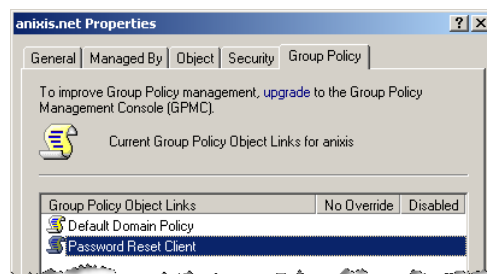 anixis.net Properties
General Managed By Object Security Group Policy
To improve Group Policy management, upgrade to the Group Policy
Management Console (GPMC).
Current Group Policy Object Links for anixis
Group Policy Object Links No Override Disabled
Default Domain Policy
Password Reset Client